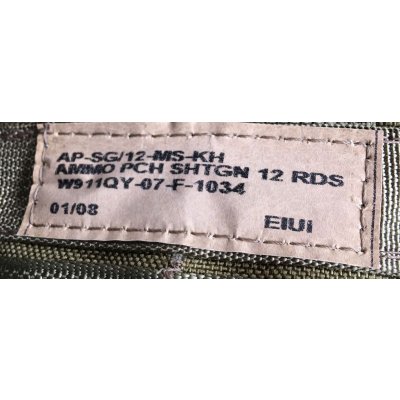 AP-SG/12-MS-KH
AMMO PCH SHTGN 12 RDS
W911QY-07-F-1034
01/08 EIUI